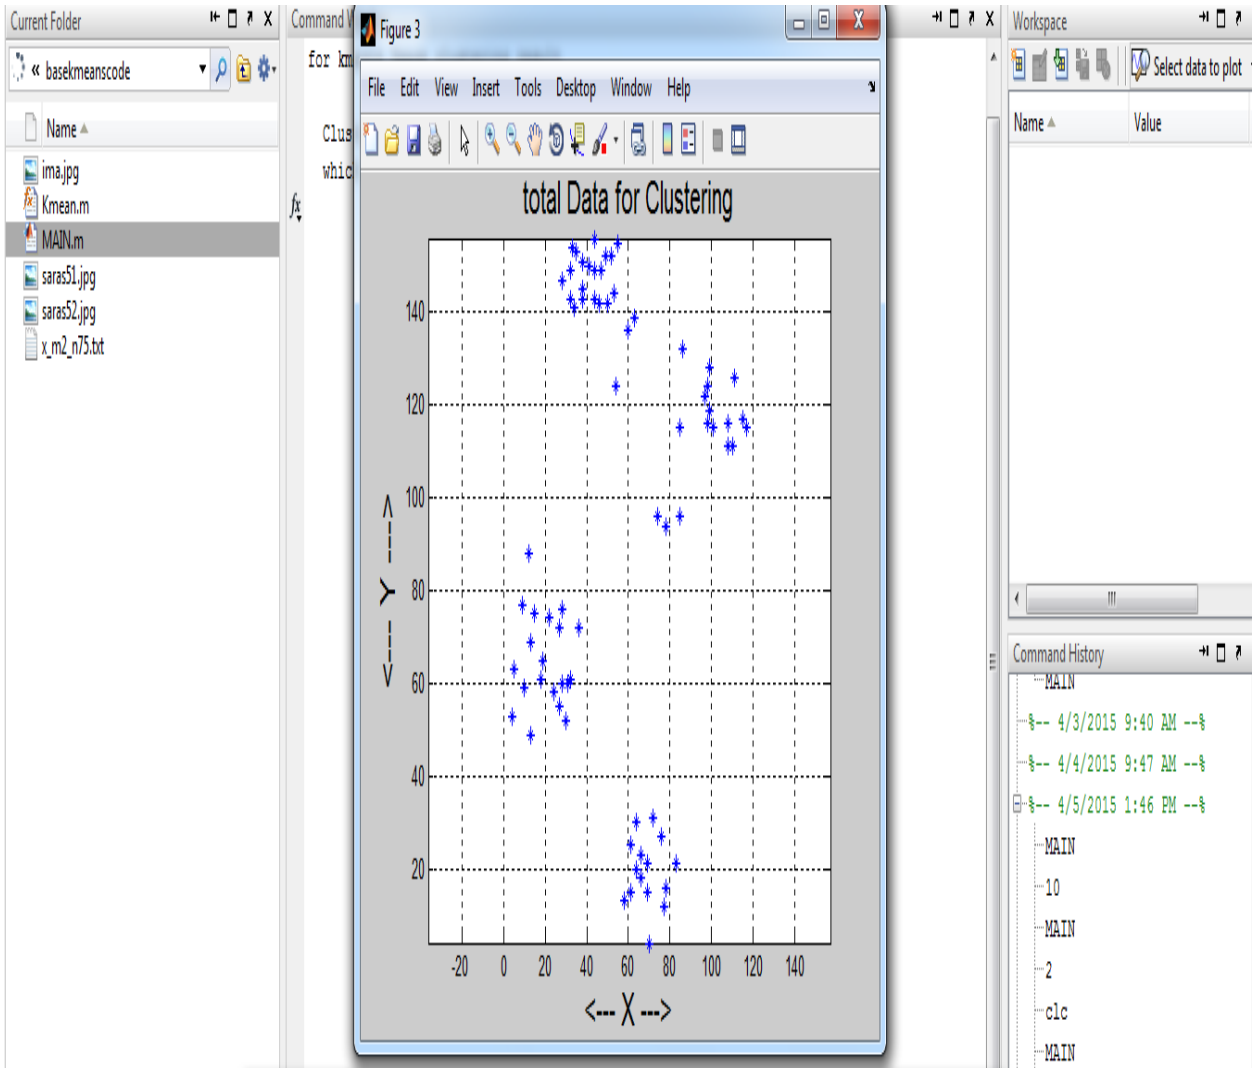 Current Folder
« basekmeanscode
Name
ima.jpg
Kmean.m
MAIN.m
saras51.jpg
saras52.jpg
x_m2_n75.txt
Command
for km
Clus
whic
fx
Figure 3
File Edit View Insert Tools Desktop Window Help
total Data for Clustering
140
120
100
80
60
40
20
<--- Y --->
-20 0 20 40 60 80 100 120 140
<--- X --->
Workspace
Select data to plot
Name Value
Command History
MAIN
%-- 4/3/2015 9:40 AM --%
%-- 4/4/2015 9:47 AM --%
%-- 4/5/2015 1:46 PM --%
MAIN
10
MAIN
2
clc
MAIN